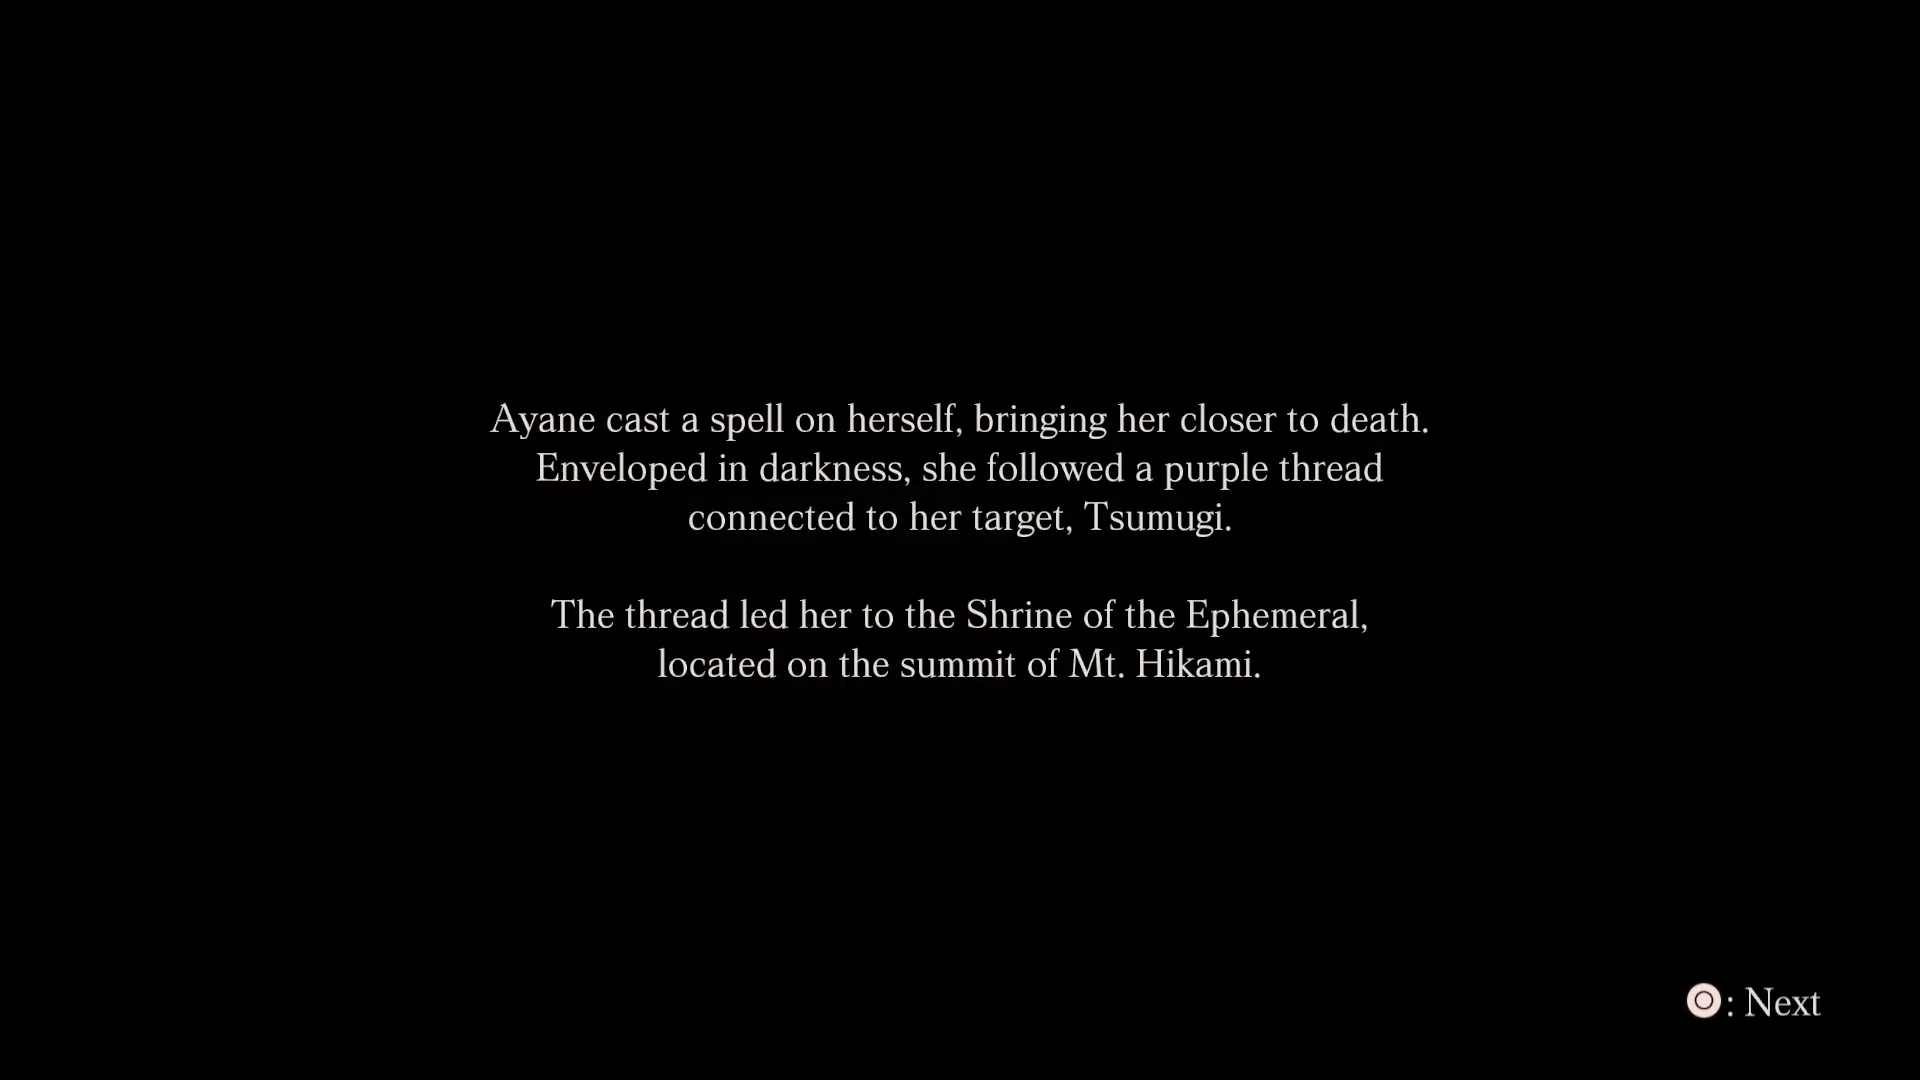 Ayane cast a spell on herself, bringing her closer to death.
Enveloped in darkness, she followed a purple thread
connected to her target, Tsumugi.
The thread led her to the Shrine of the Ephemeral,
located on the summit of Mt. Hikami.
: Next